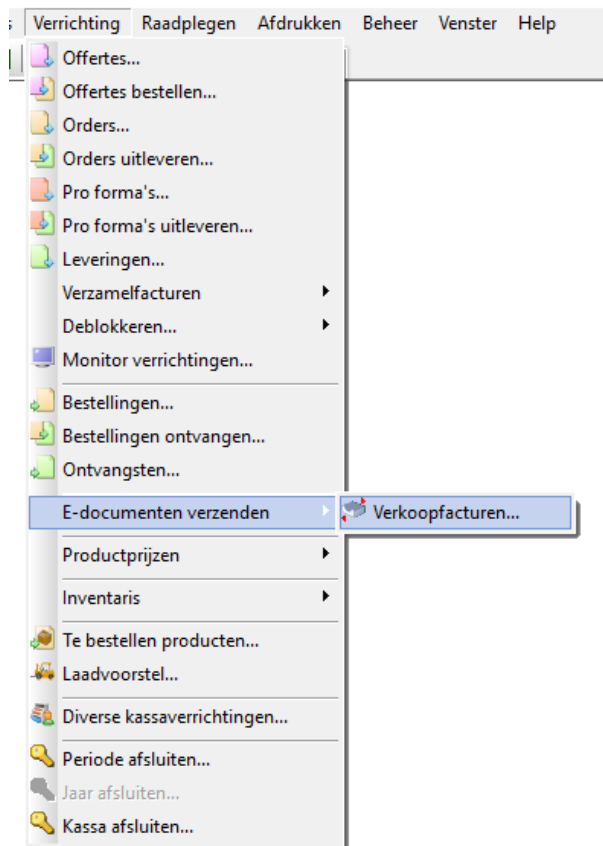 Verrichting Raadplegen Afdrukken Beheer Venster Help
Offertes...
Offertes bestellen...
Orders...
Orders uitleveren...
Pro forma's...
Pro forma's uitleveren...
Leveringen...
Verzamelfacturen
Deblokkeren...
Monitor verrichtingen...
Bestellingen...
Bestellingen ontvangen...
Ontvangsten...
E-documenten verzenden Verkoopfacturen...
Productprijzen
Inventaris
Te bestellen producten...
Laadvoorstel...
Diverse kassaverrichtingen...
Periode afsluiten...
Jaar afsluiten...
Kassa afsluiten...